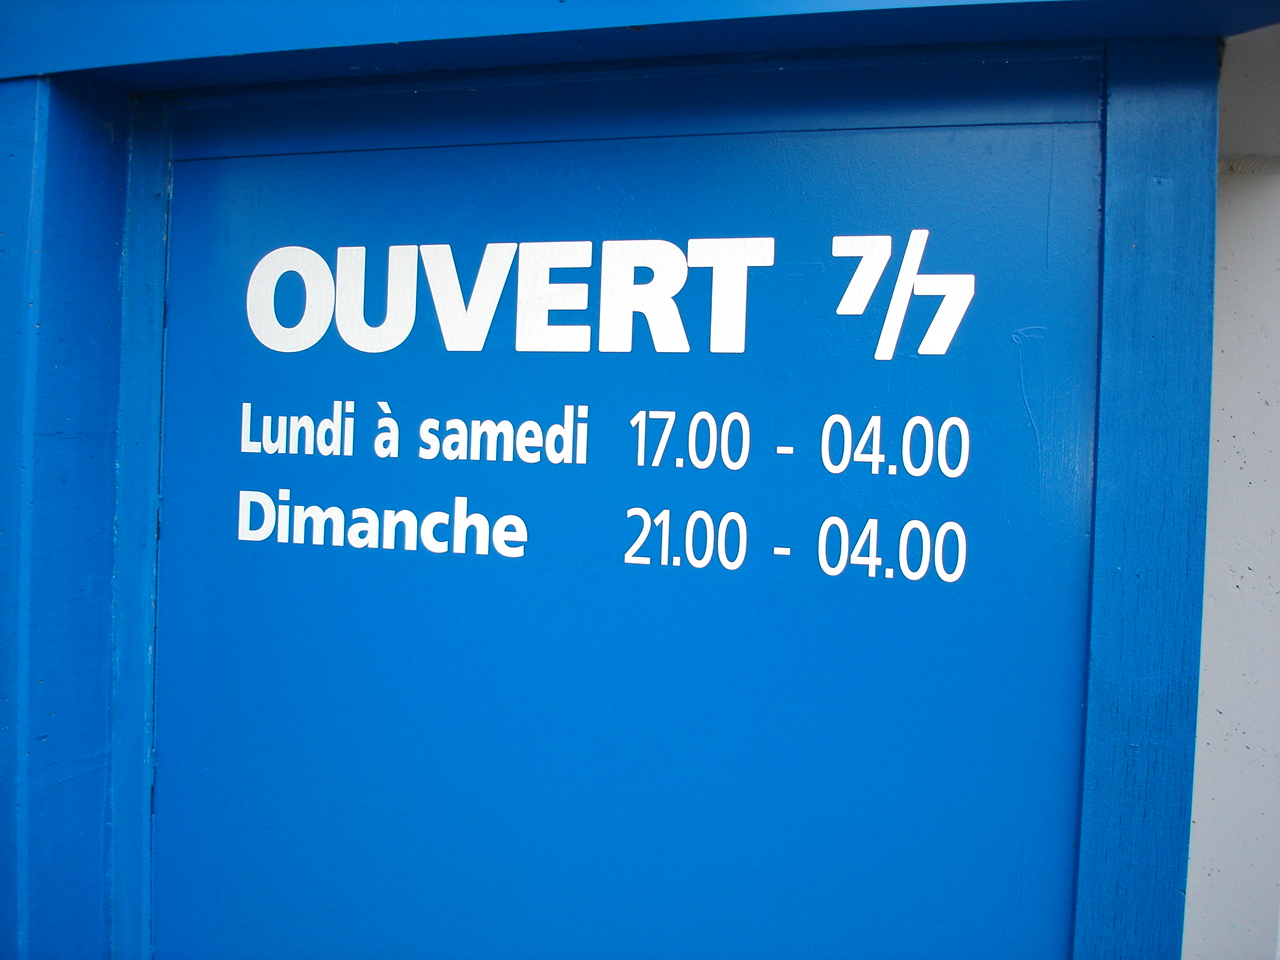 OUVERT 7/7
Lundi à samedi 17.00 - 04.00
Dimanche 21.00 - 04.00